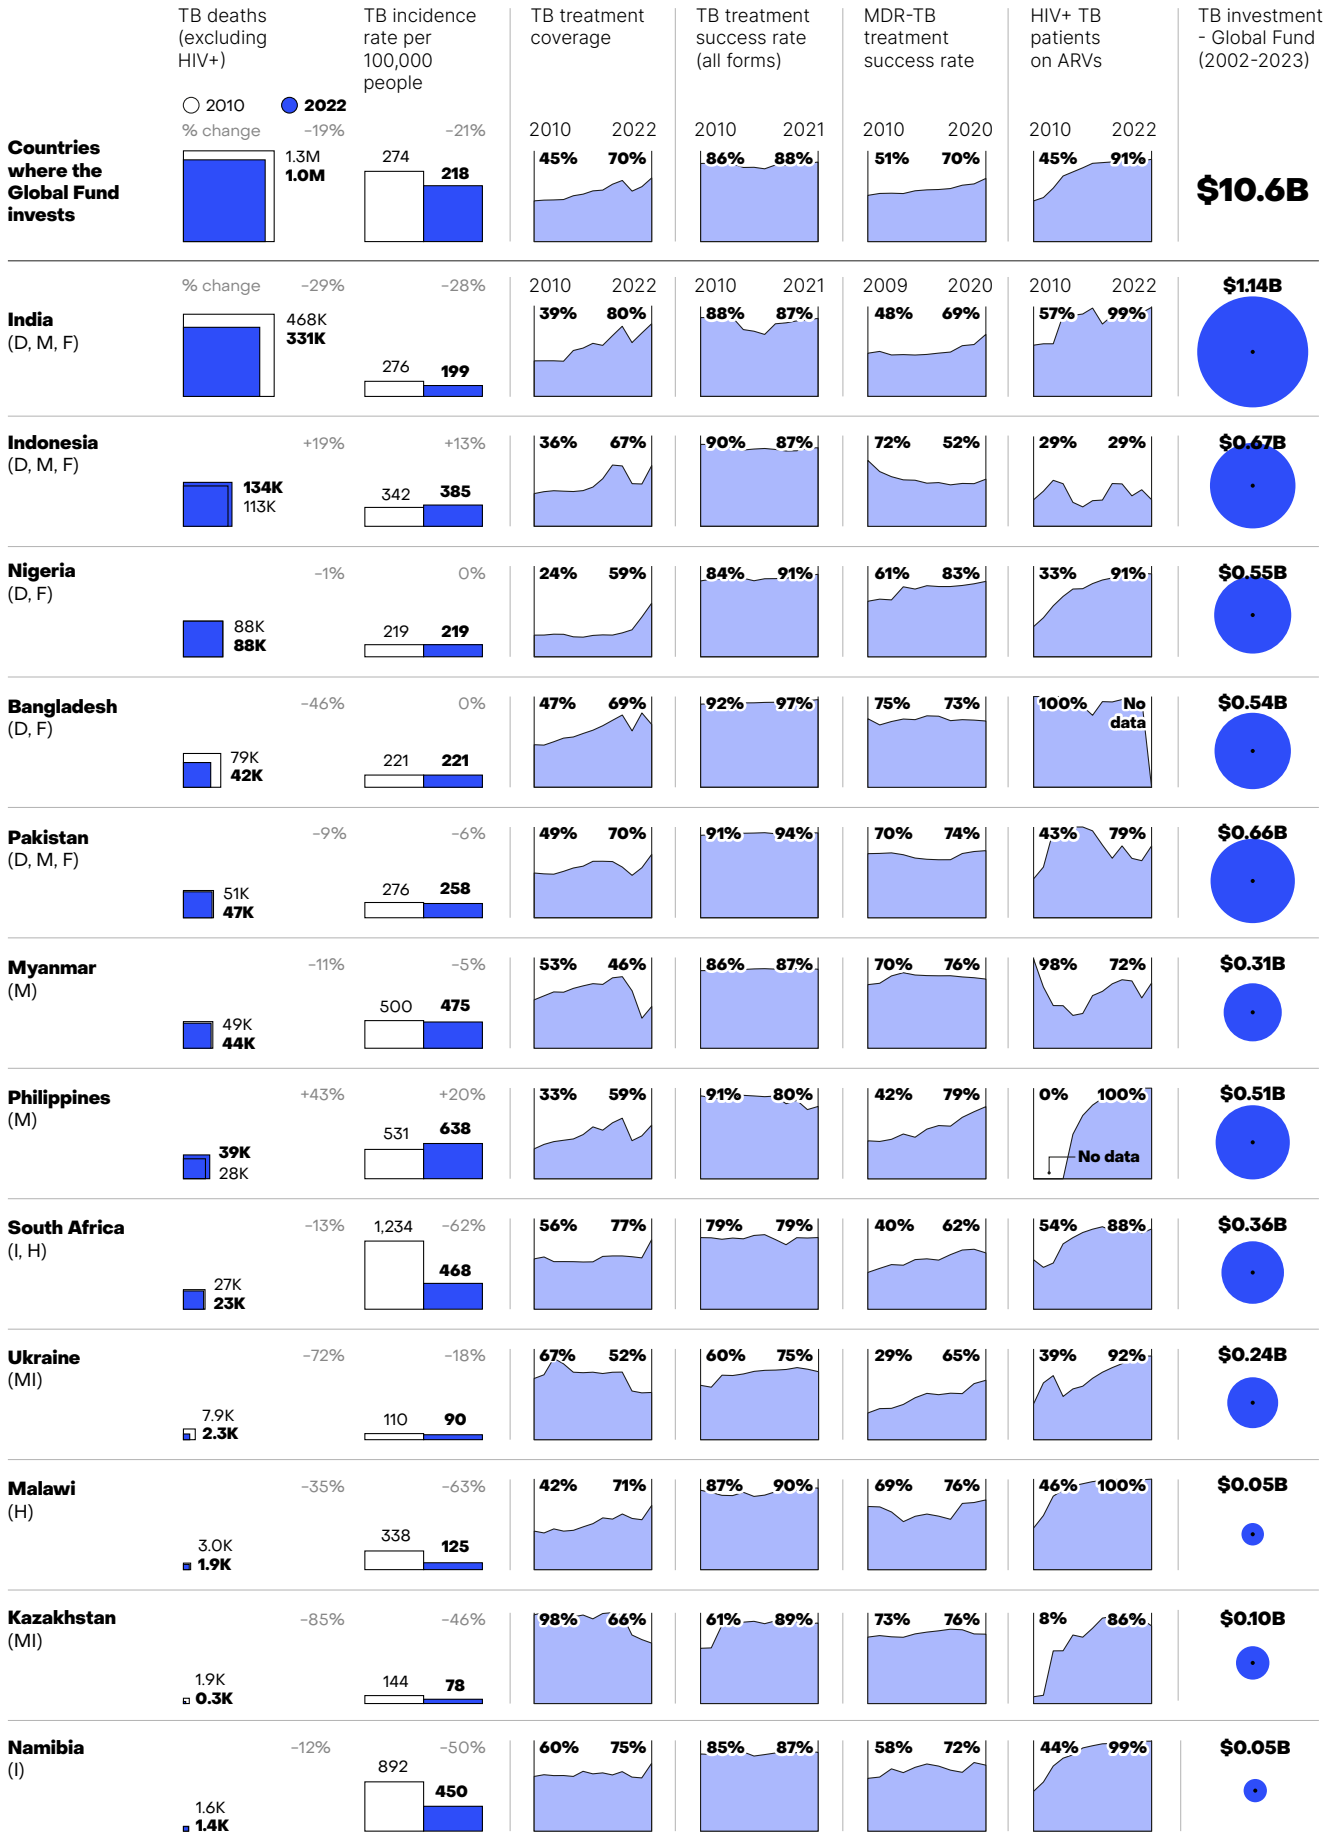 TB deaths
(excluding
HIV+)
TB incidence
rate per
100,000
people
TB treatment
coverage
TB treatment
success rate
(all forms)
MDR-TB
treatment
success rate
HIV+ TB
patients
on ARVs
TB investment
- Global Fund
(2002-2023)
2010 2022
Countries
where the
Global Fund
invests
% change -19% -21%
1.3M
1.0M
274 218
2010 2022
45% 70%
2010 2021
86% 88%
2010 2020
51% 70%
2010 2022
45% 91%
$10.6B
India
(D, M, F)
% change -29% -28%
468K
331K
276 199
2010 2022
39% 80%
2010 2021
88% 87%
2009 2020
48% 69%
2010 2022
57% 99%
$1.14B
Indonesia
(D, M, F)
+19% +13%
134K
113K
342 385
36% 67%
90% 87%
72% 52%
29% 29%
$0.67B
Nigeria
(D, F)
-1% 0%
88K
88K
219 219
24% 59%
84% 91%
61% 83%
33% 91%
$0.55B
Bangladesh
(D, F)
-46% 0%
79K
42K
221 221
47% 69%
92% 97%
75% 73%
100% No
data
$0.54B
Pakistan
(D, M, F)
-9% -6%
51K
47K
276 258
49% 70%
91% 94%
70% 74%
43% 79%
$0.66B
Myanmar
(M)
-11% -5%
49K
44K
500 475
53% 46%
86% 87%
70% 76%
98% 72%
$0.31B
Philippines
(M)
+43% +20%
39K
28K
531 638
33% 59%
91% 80%
42% 79%
0% 100%
No data
$0.51B
South Africa
(I, H)
-13% -62%
27K
23K
1,234 468
56% 77%
79% 79%
40% 62%
54% 88%
$0.36B
Ukraine
(MI)
-72% -18%
7.9K
2.3K
110 90
67% 52%
60% 75%
29% 65%
39% 92%
$0.24B
Malawi
(H)
-35% -63%
3.0K
1.9K
338 125
42% 71%
87% 90%
69% 76%
46% 100%
$0.05B
Kazakhstan
(MI)
-85% -46%
1.9K
0.3K
144 78
98% 66%
61% 89%
73% 76%
8% 86%
$0.10B
Namibia
(I)
-12% -50%
1.6K
1.4K
892 450
60% 75%
85% 87%
58% 72%
44% 99%
$0.05B